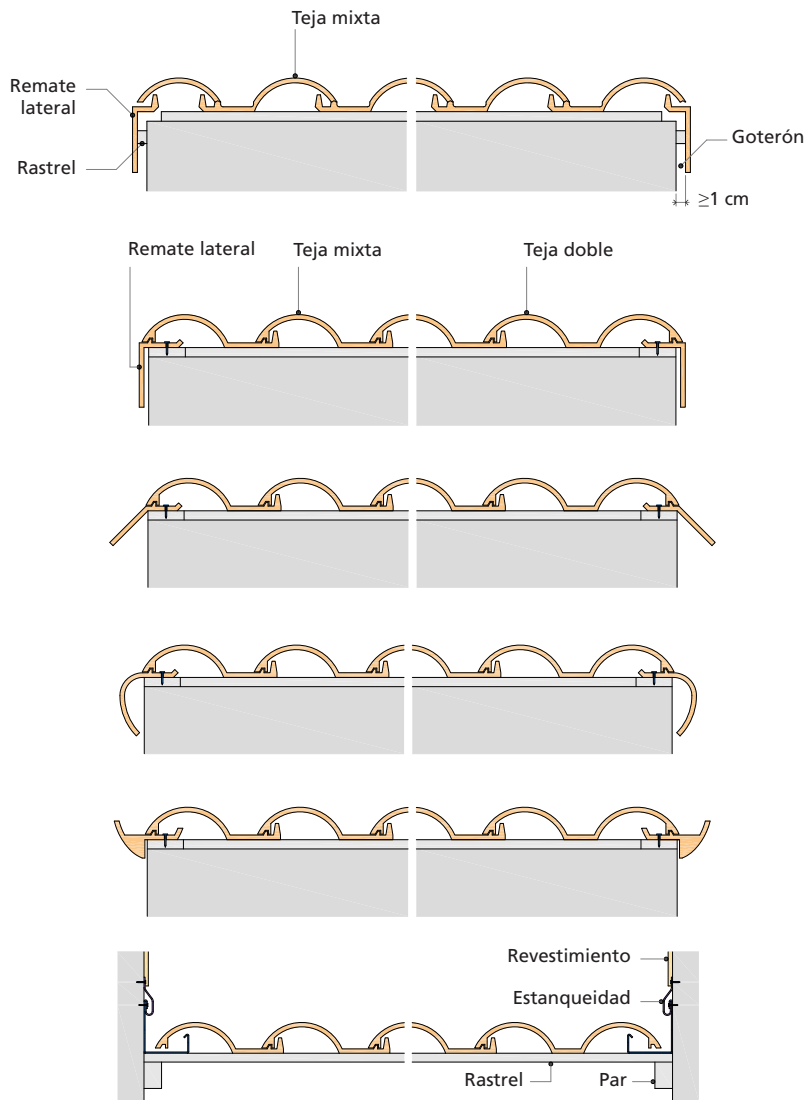 Teja mixta
Remate
lateral
Rastrel
Goterón
≥1 cm
Remate lateral
Teja mixta
Teja doble
Revestimiento
Estanqueidad
Rastrel
Par